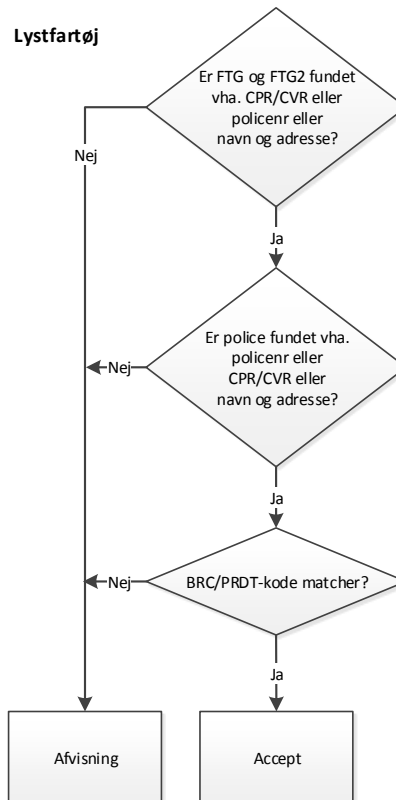 Lystfartøj
Er FTG og FTG2 fundet
vha. CPR/CVR eller
policenr eller
navn og adresse?
Nej
Ja
Er police fundet vha.
policenr eller
CPR/CVR eller
navn og adresse?
Nej
Ja
BRC/PRDT-kode matcher?
Nej
Ja
Afvisning
Accept